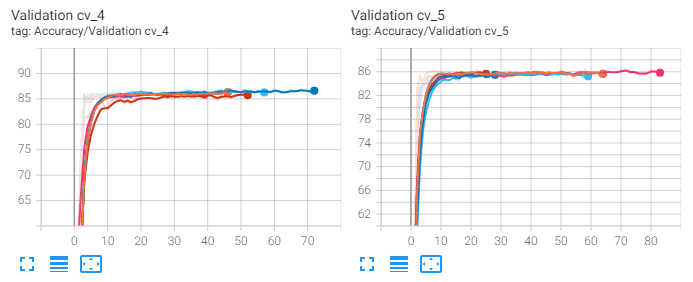 Validation cv_4
tag: Accuracy/Validation cv_4
90
85
80
75
70
65
0 10 20 30 40 50 60 70
Validation cv_5
tag: Accuracy/Validation cv_5
86
82
78
74
70
66
62
0 10 20 30 40 50 60 70 80